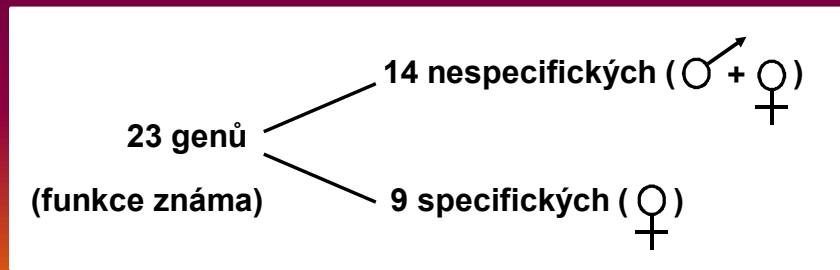 14 nespecifických (♂ + ♀)
23 genů
(funkce známa)
9 specifických (♀)